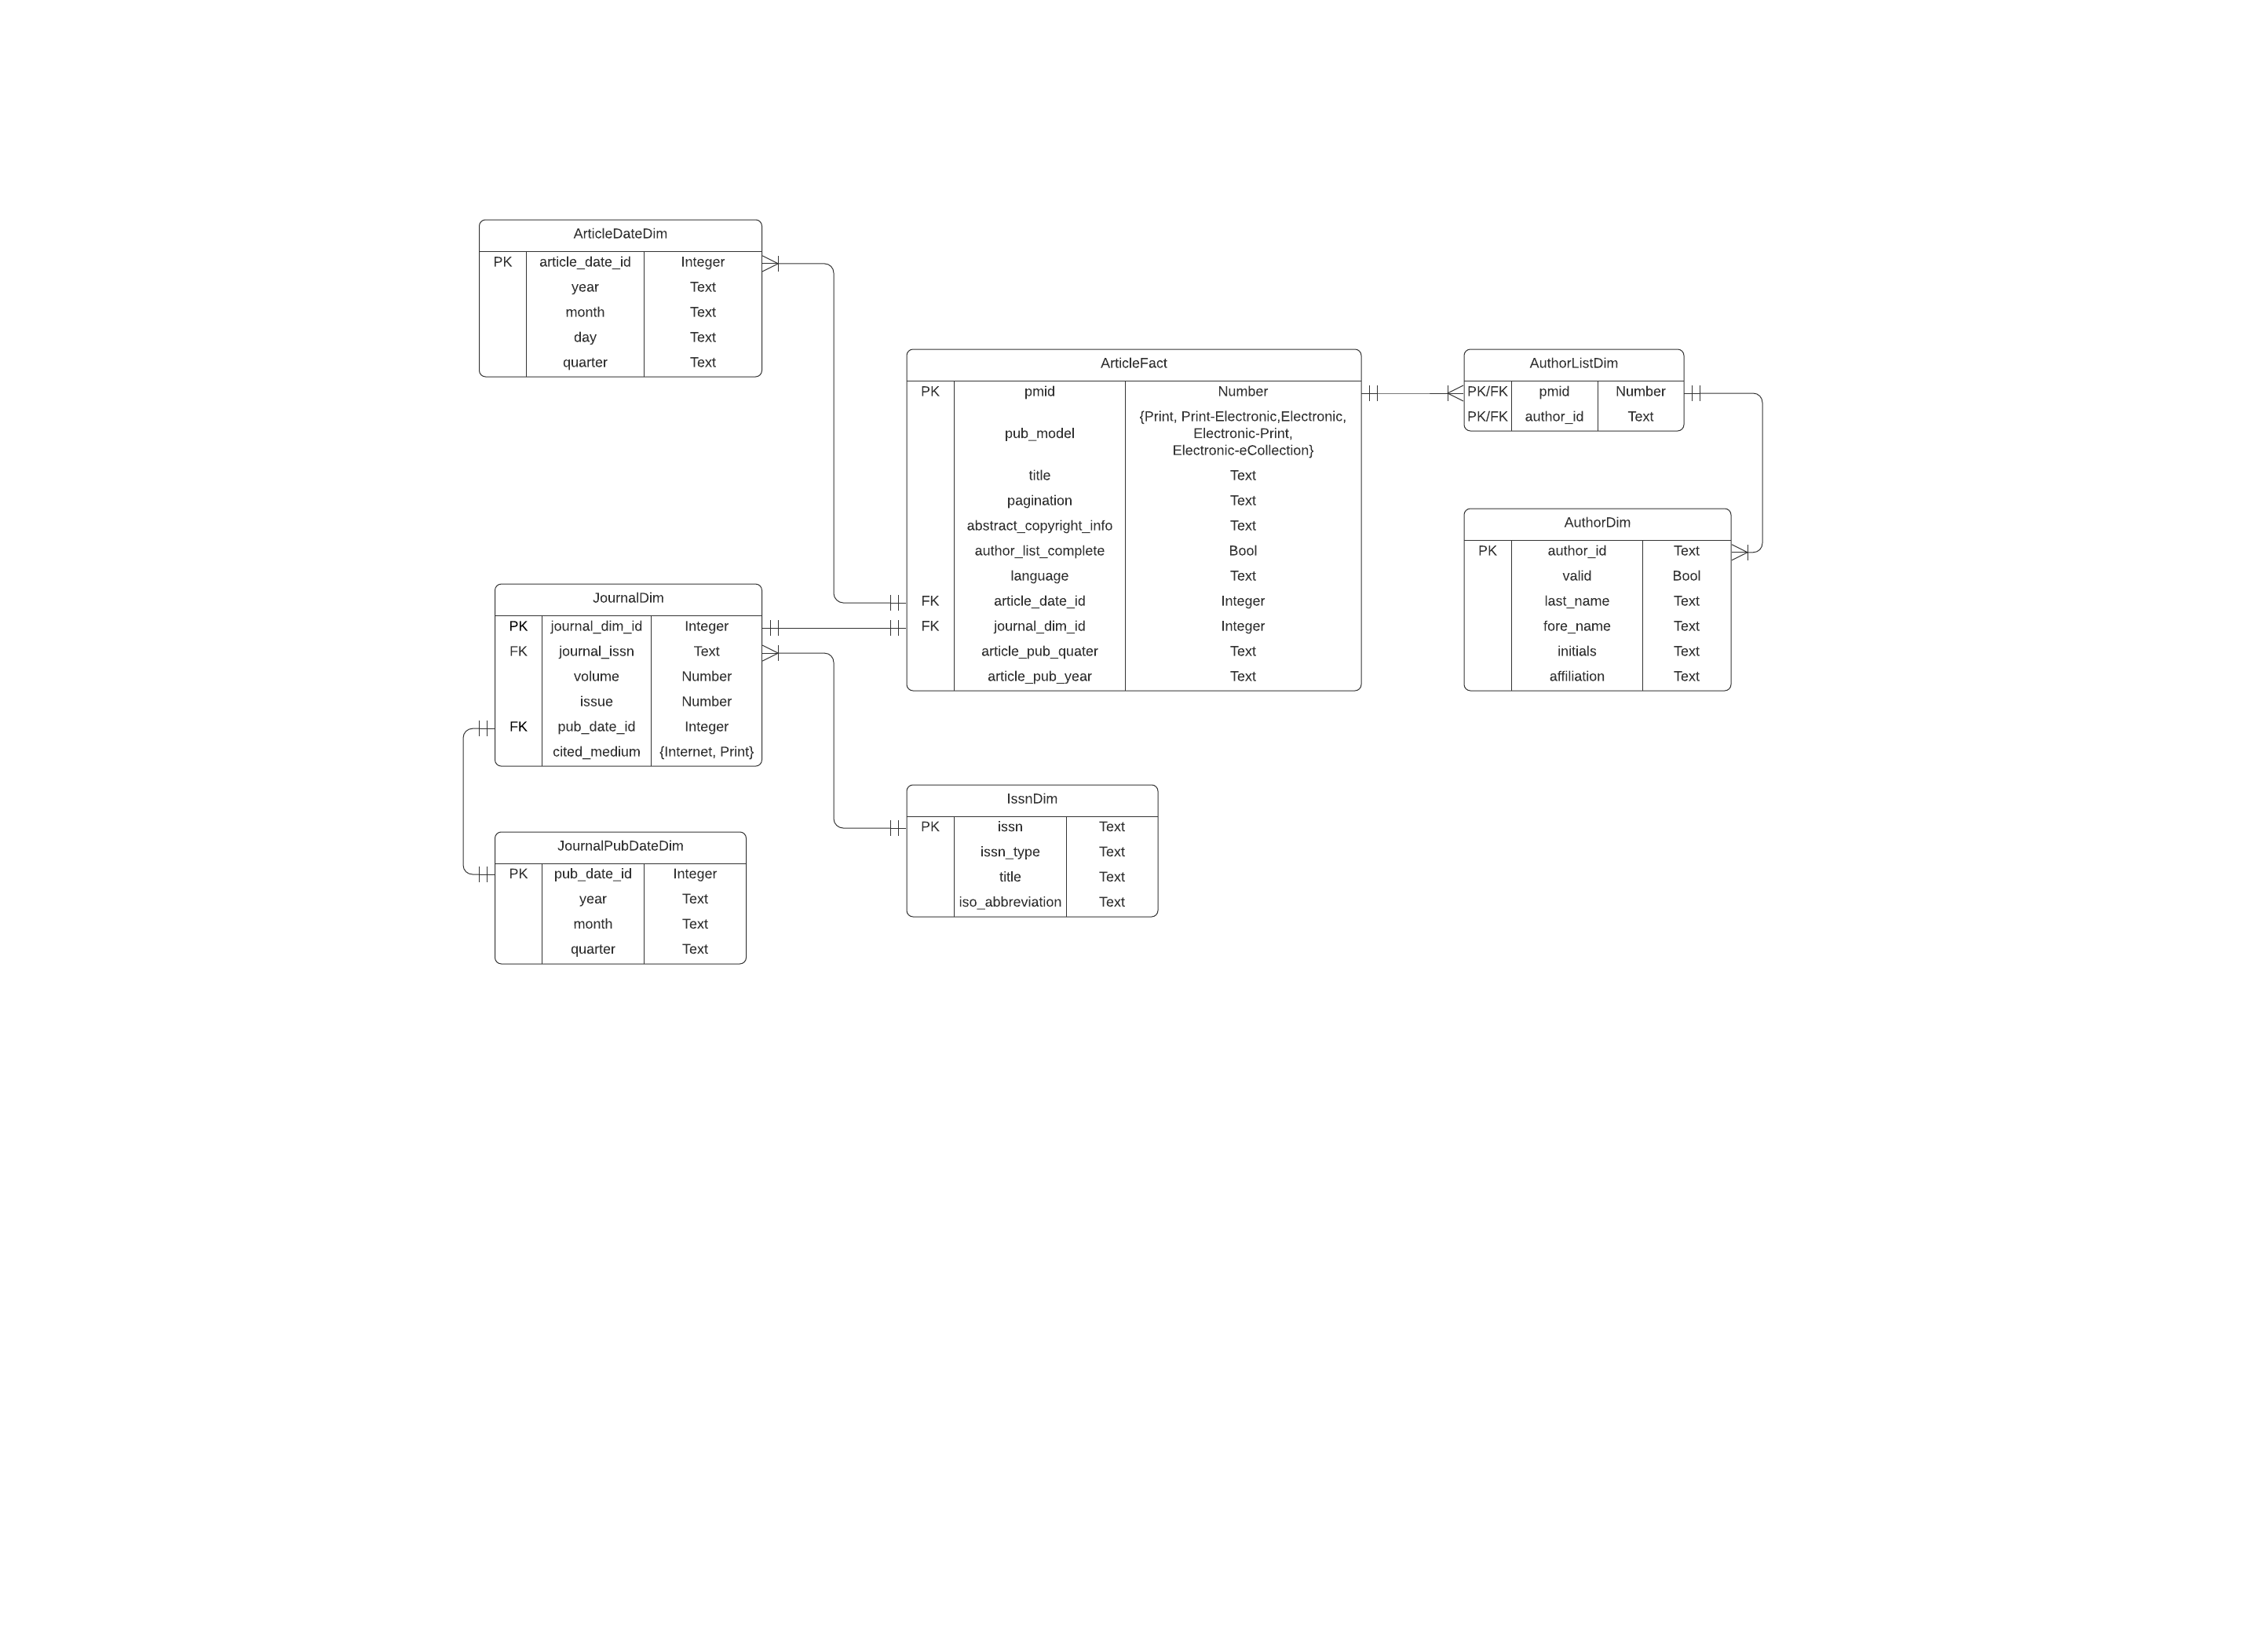 ArticleDateDim
PK article_date_id Integer
year Text
month Text
day Text
quarter Text
ArticleFact
PK pmid Number
pub_model {Print, Print-Electronic,Electronic,
Electronic-Print,
Electronic-eCollection}
title Text
pagination Text
abstract_copyright_info Text
author_list_complete Bool
language Text
FK article_date_id Integer
FK journal_dim_id Integer
article_pub_quater Text
article_pub_year Text
AuthorListDim
PK/FK pmid Number
PK/FK author_id Text
AuthorDim
PK author_id Text
valid Bool
last_name Text
fore_name Text
initials Text
affiliation Text
JournalDim
PK journal_dim_id Integer
FK journal_issn Text
volume Number
issue Number
FK pub_date_id Integer
cited_medium {Internet, Print}
IssnDim
PK issn Text
issn_type Text
title Text
iso_abbreviation Text
JournalPubDateDim
PK pub_date_id Integer
year Text
month Text
quarter Text